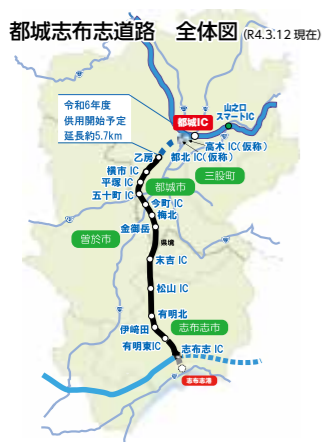 都城志布志道路 全体図 (R4.3.12 現在)
令和6年度
供用開始予定
延長約5.7km
都城IC
山之口
スマートIC
高木 IC(仮称)
都北 IC(仮称)
乙房
三股町
横市 IC
平塚 IC
都城市
五十町 IC
今町 IC
梅北
金御岳
曽於市
県境
末吉 IC
松山 IC
有明北
伊﨑田
志布志市
有明東IC
志布志 IC
志布志港